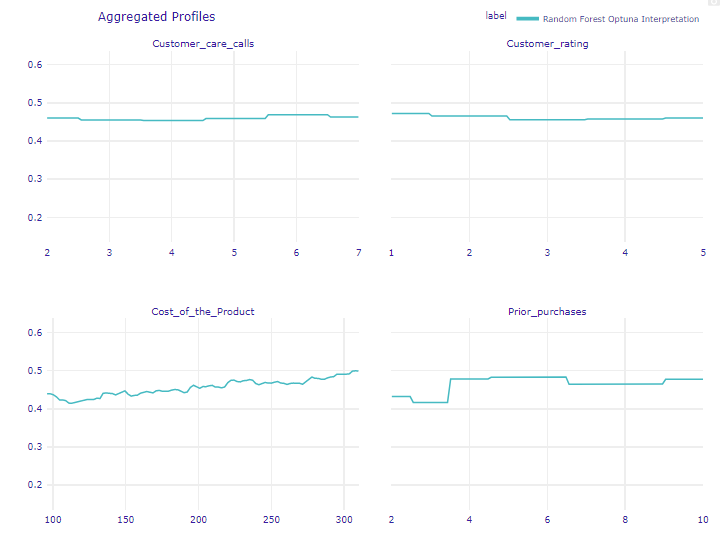 Aggregated Profiles
label Random Forest Optuna Interpretation
Customer_care_calls Customer_rating
0.6
0.5
0.4
0.3
0.2
2 3 4 5 6 7 1 2 3 4 5
Cost_of_the_Product Prior_purchases
0.6
0.5
0.4
0.3
0.2
100 150 200 250 300 2 4 6 8 10